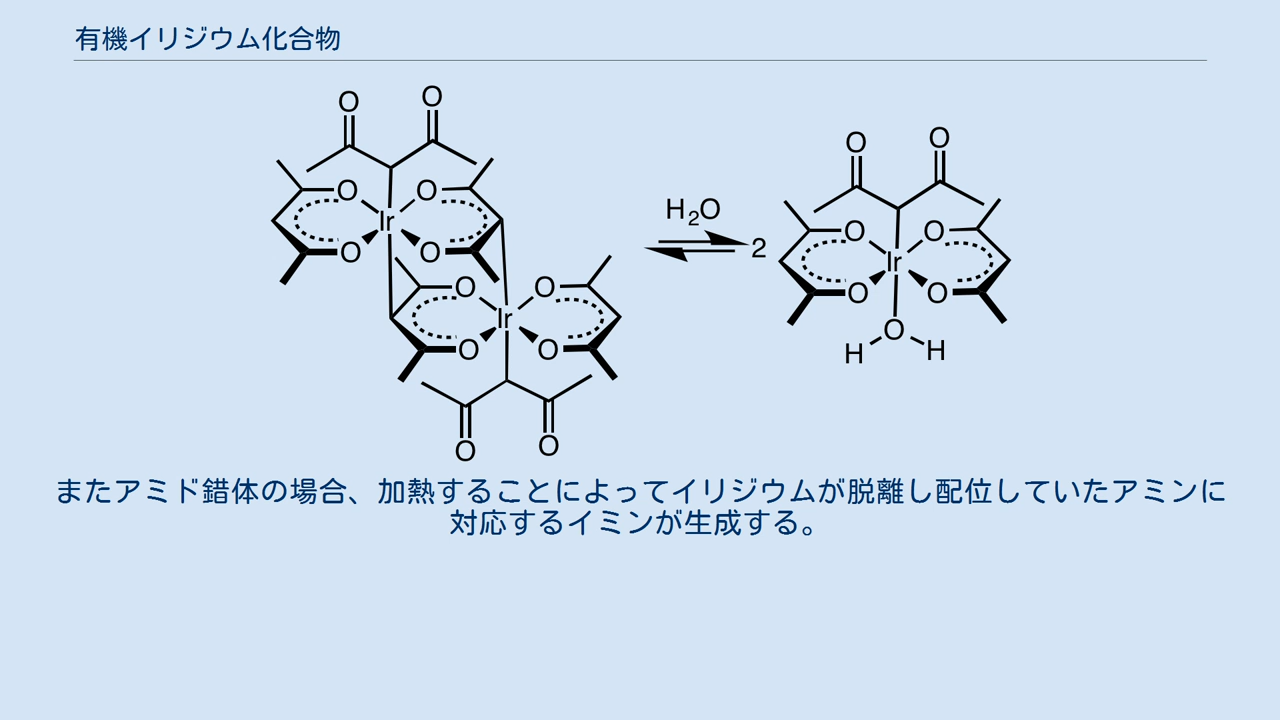 有機イリジウム化合物
O O O O
O O O O
Ir H₂O Ir
O O 2 O O
O O O
Ir H H
O O
O O
またアミド錯体の場合、加熱することによってイリジウムが脱離し配位していたアミンに
対応するイミンが生成する。